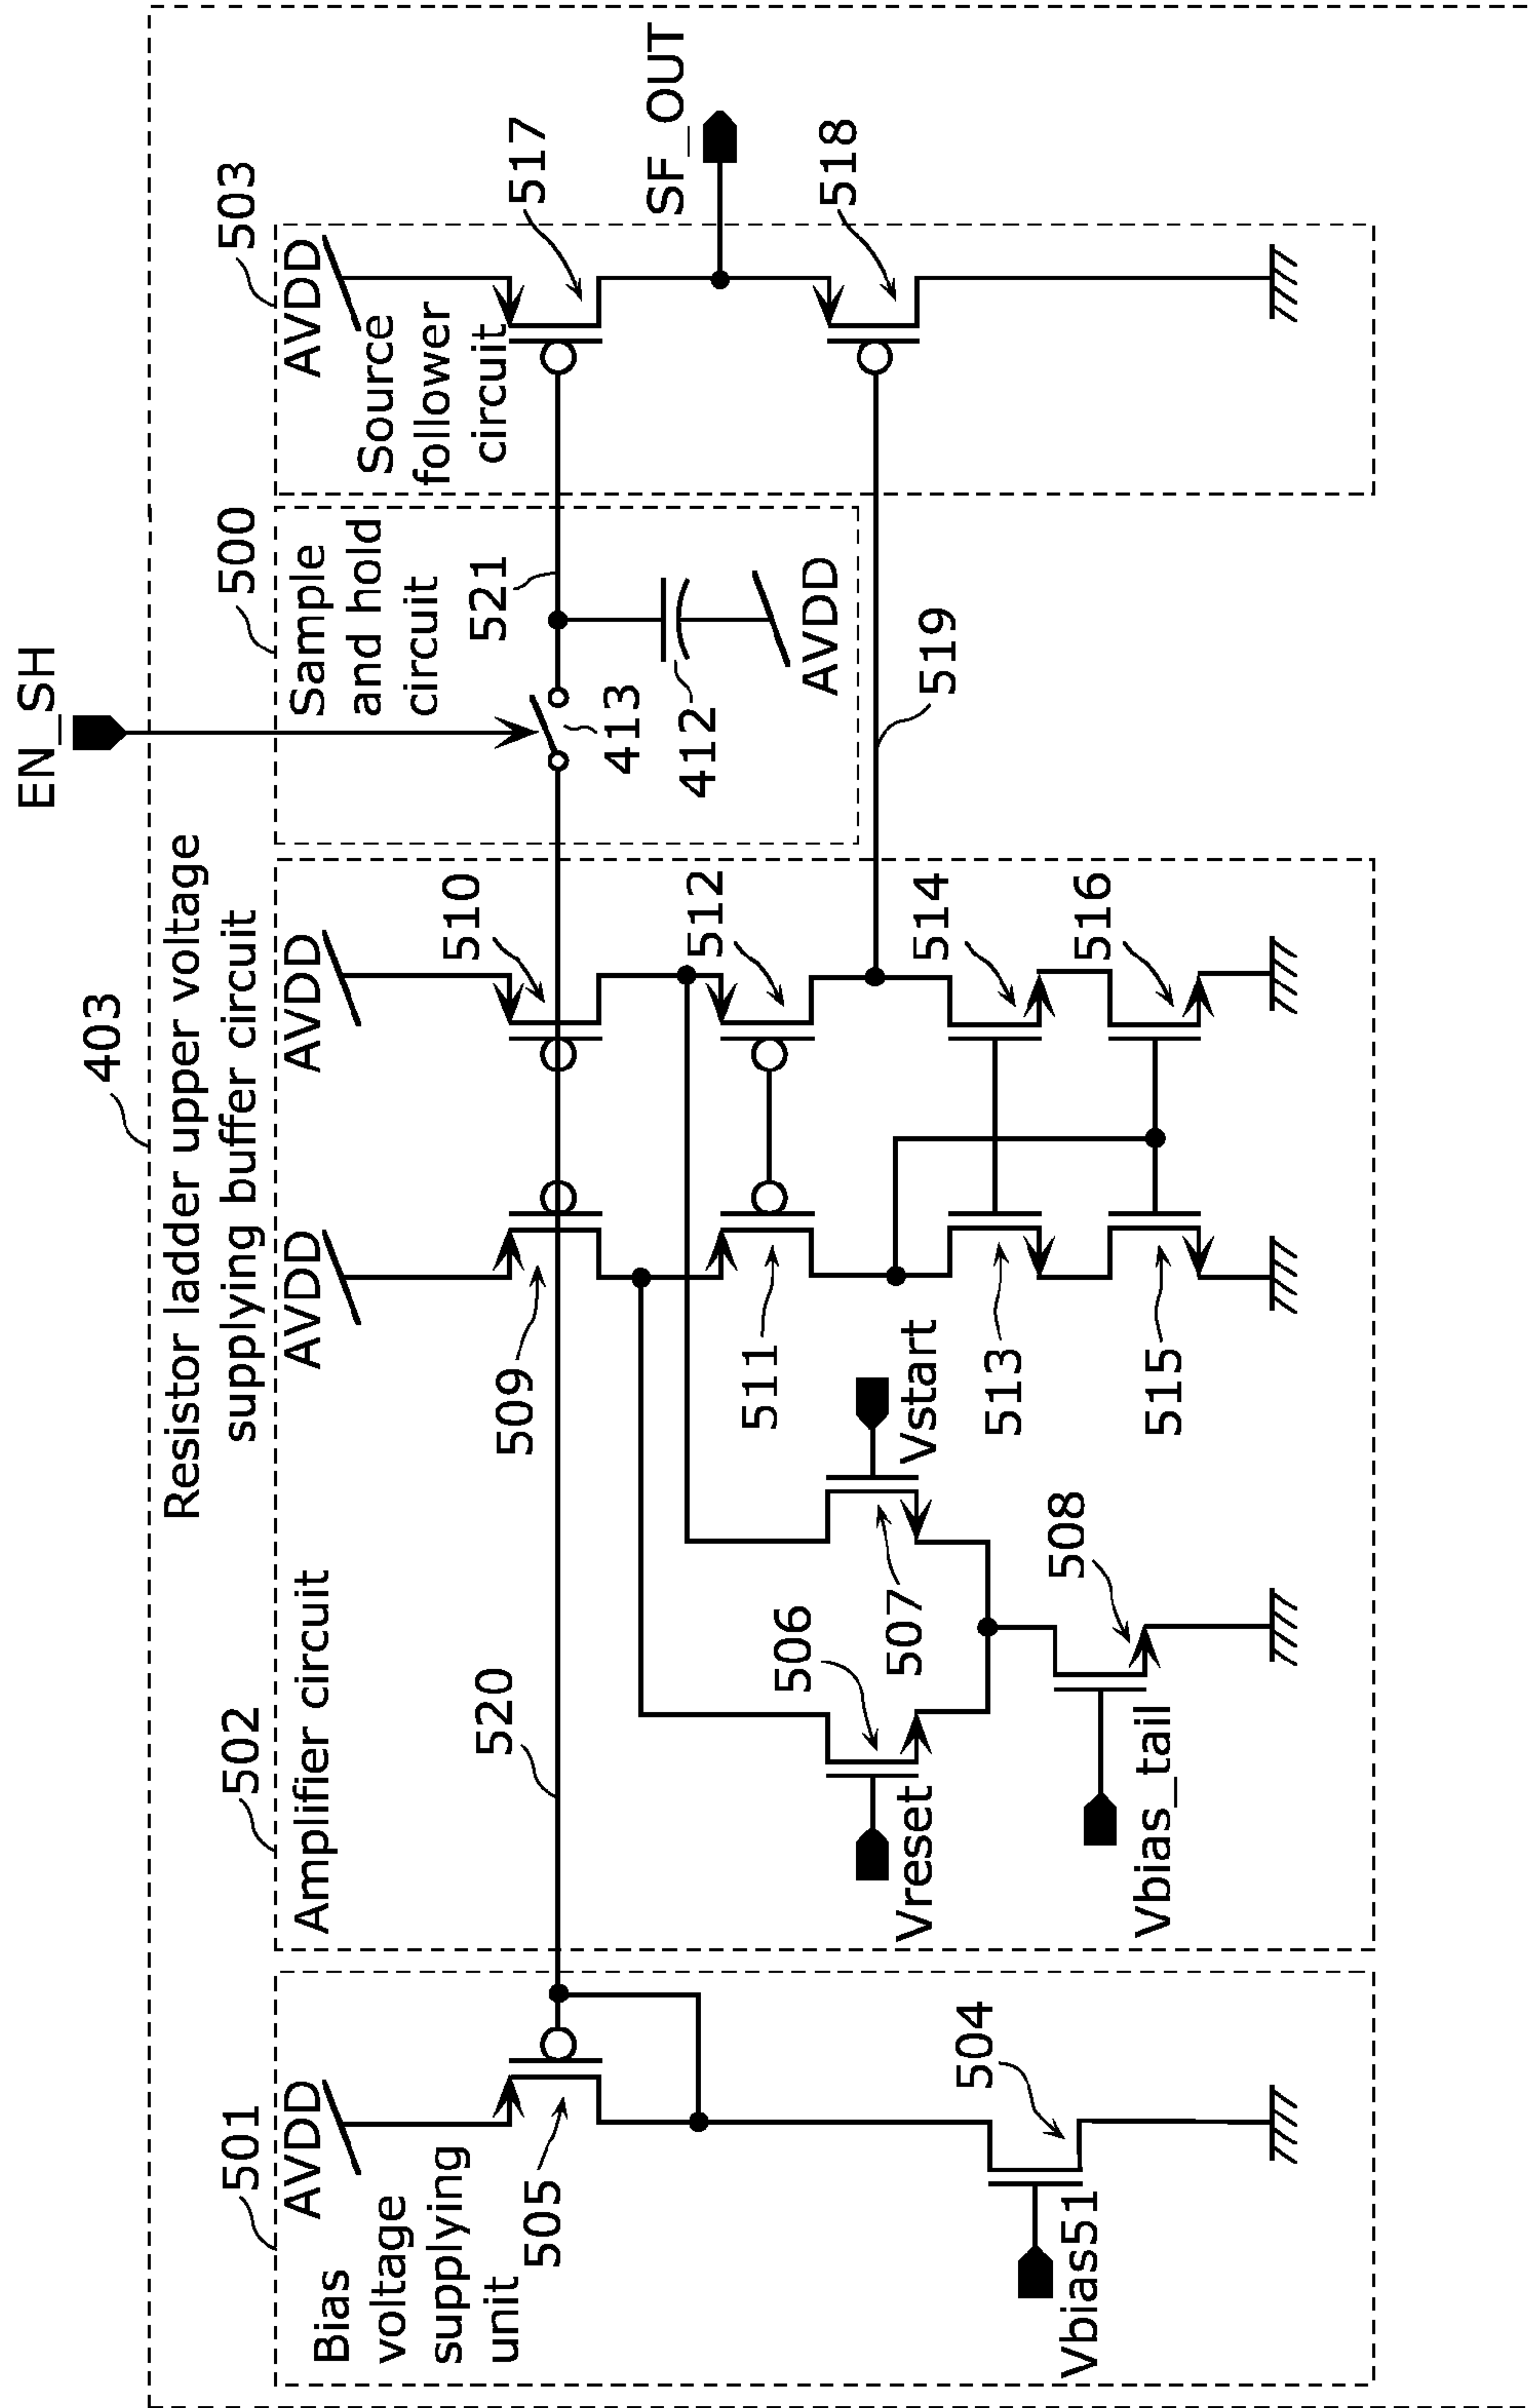 EN_SH
403
Resistor ladder upper voltage
supplying buffer circuit
501
AVDD
Bias
voltage
supplying
unit
505
504
Vbias51
502
Amplifier circuit
520
506
Vreset
507
Vstart
508
Vbias_tail
AVDD
509
511
513
515
AVDD
510
512
514
516
500
Sample
and hold
circuit
521
413
412
AVDD
519
503
AVDD
Source
follower
circuit
517
SF_OUT
518